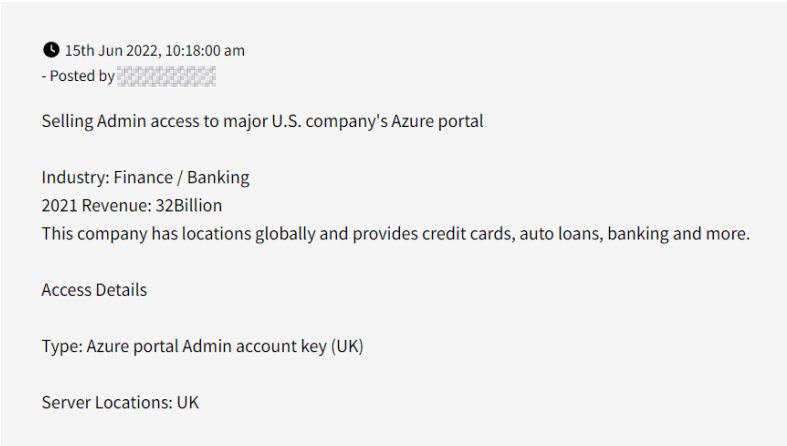 15th Jun 2022, 10:18:00 am
- Posted by
Selling Admin access to major U.S. company's Azure portal
Industry: Finance / Banking
2021 Revenue: 32Billion
This company has locations globally and provides credit cards, auto loans, banking and more.
Access Details
Type: Azure portal Admin account key (UK)
Server Locations: UK